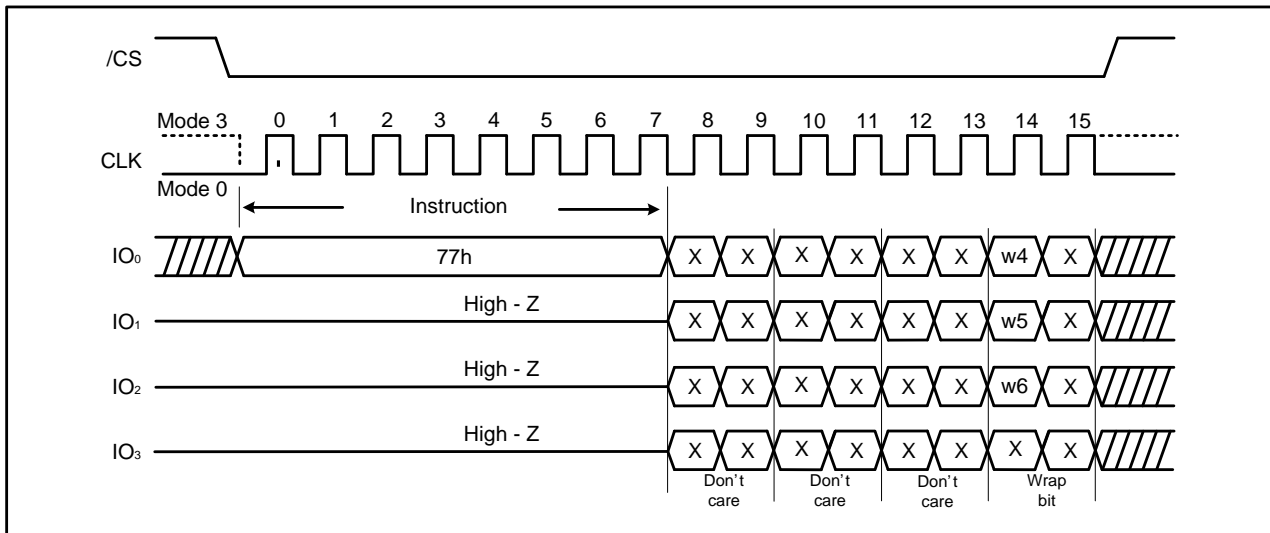 /CS
Mode 3 0 1 2 3 4 5 6 7 8 9 10 11 12 13 14 15
CLK
Mode 0
Instruction
IO₀ 77h X X X X X X w4 X
High - Z
IO₁ X X X X X X w5 X
High - Z
IO₂ X X X X X X w6 X
High - Z
IO₃ X X X X X X X X
Don't Don't Don't Wrap
care care care bit